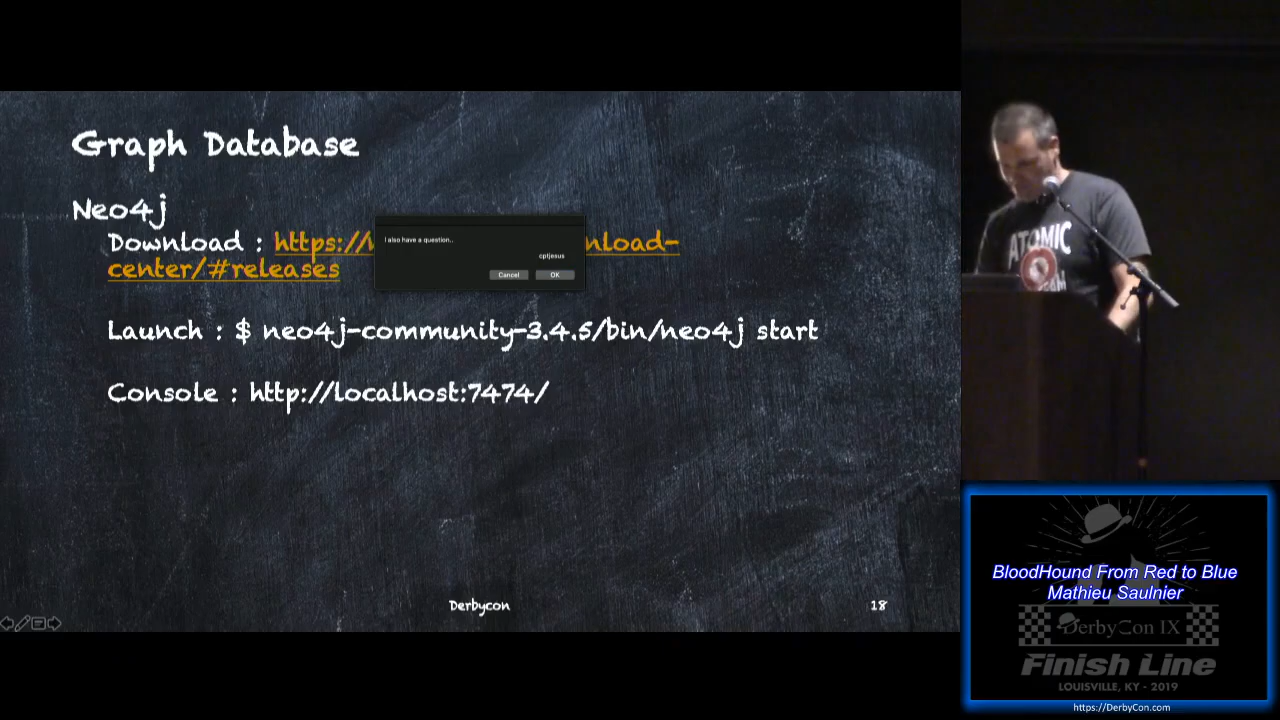 Graph Database
Neo4j
Download : https:// nload-
center/#releases
I also have a question..
cptjesus
Cancel OK
Launch : $ neo4j-community-3.4.5/bin/neo4j start
Console : http://localhost:7474/
Derbycon 18
ATOMIC
BloodHound From Red to Blue
Mathieu Saulnier
DerbyCon IX
Finish Line
LOUISVILLE, KY - 2019
https://DerbyCon.com